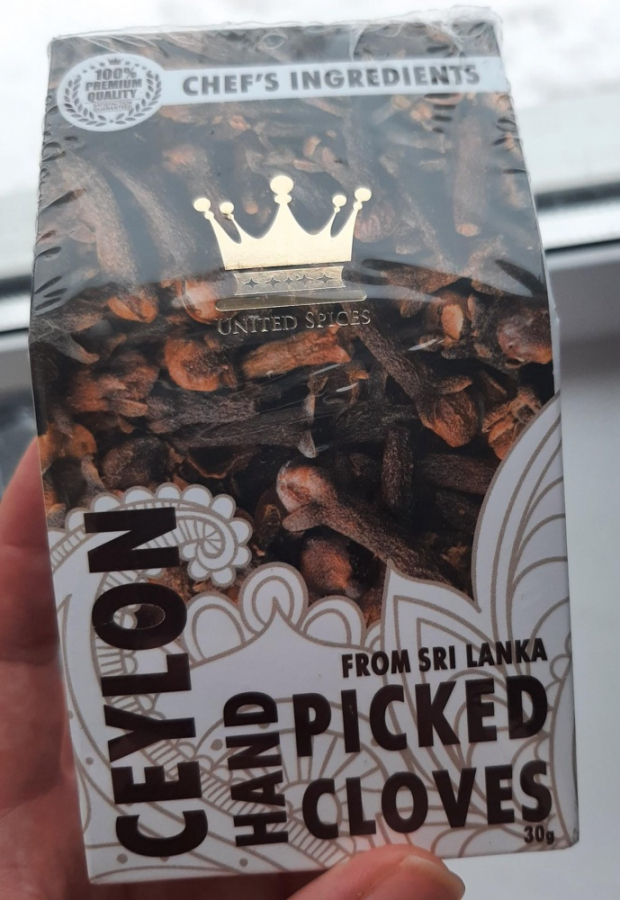 100%
PREMIUM
QUALITY
CHEF'S INGREDIENTS
UNITED SPICES
CEYLON
FROM SRI LANKA
HAND
PICKED
CLOVES
30g